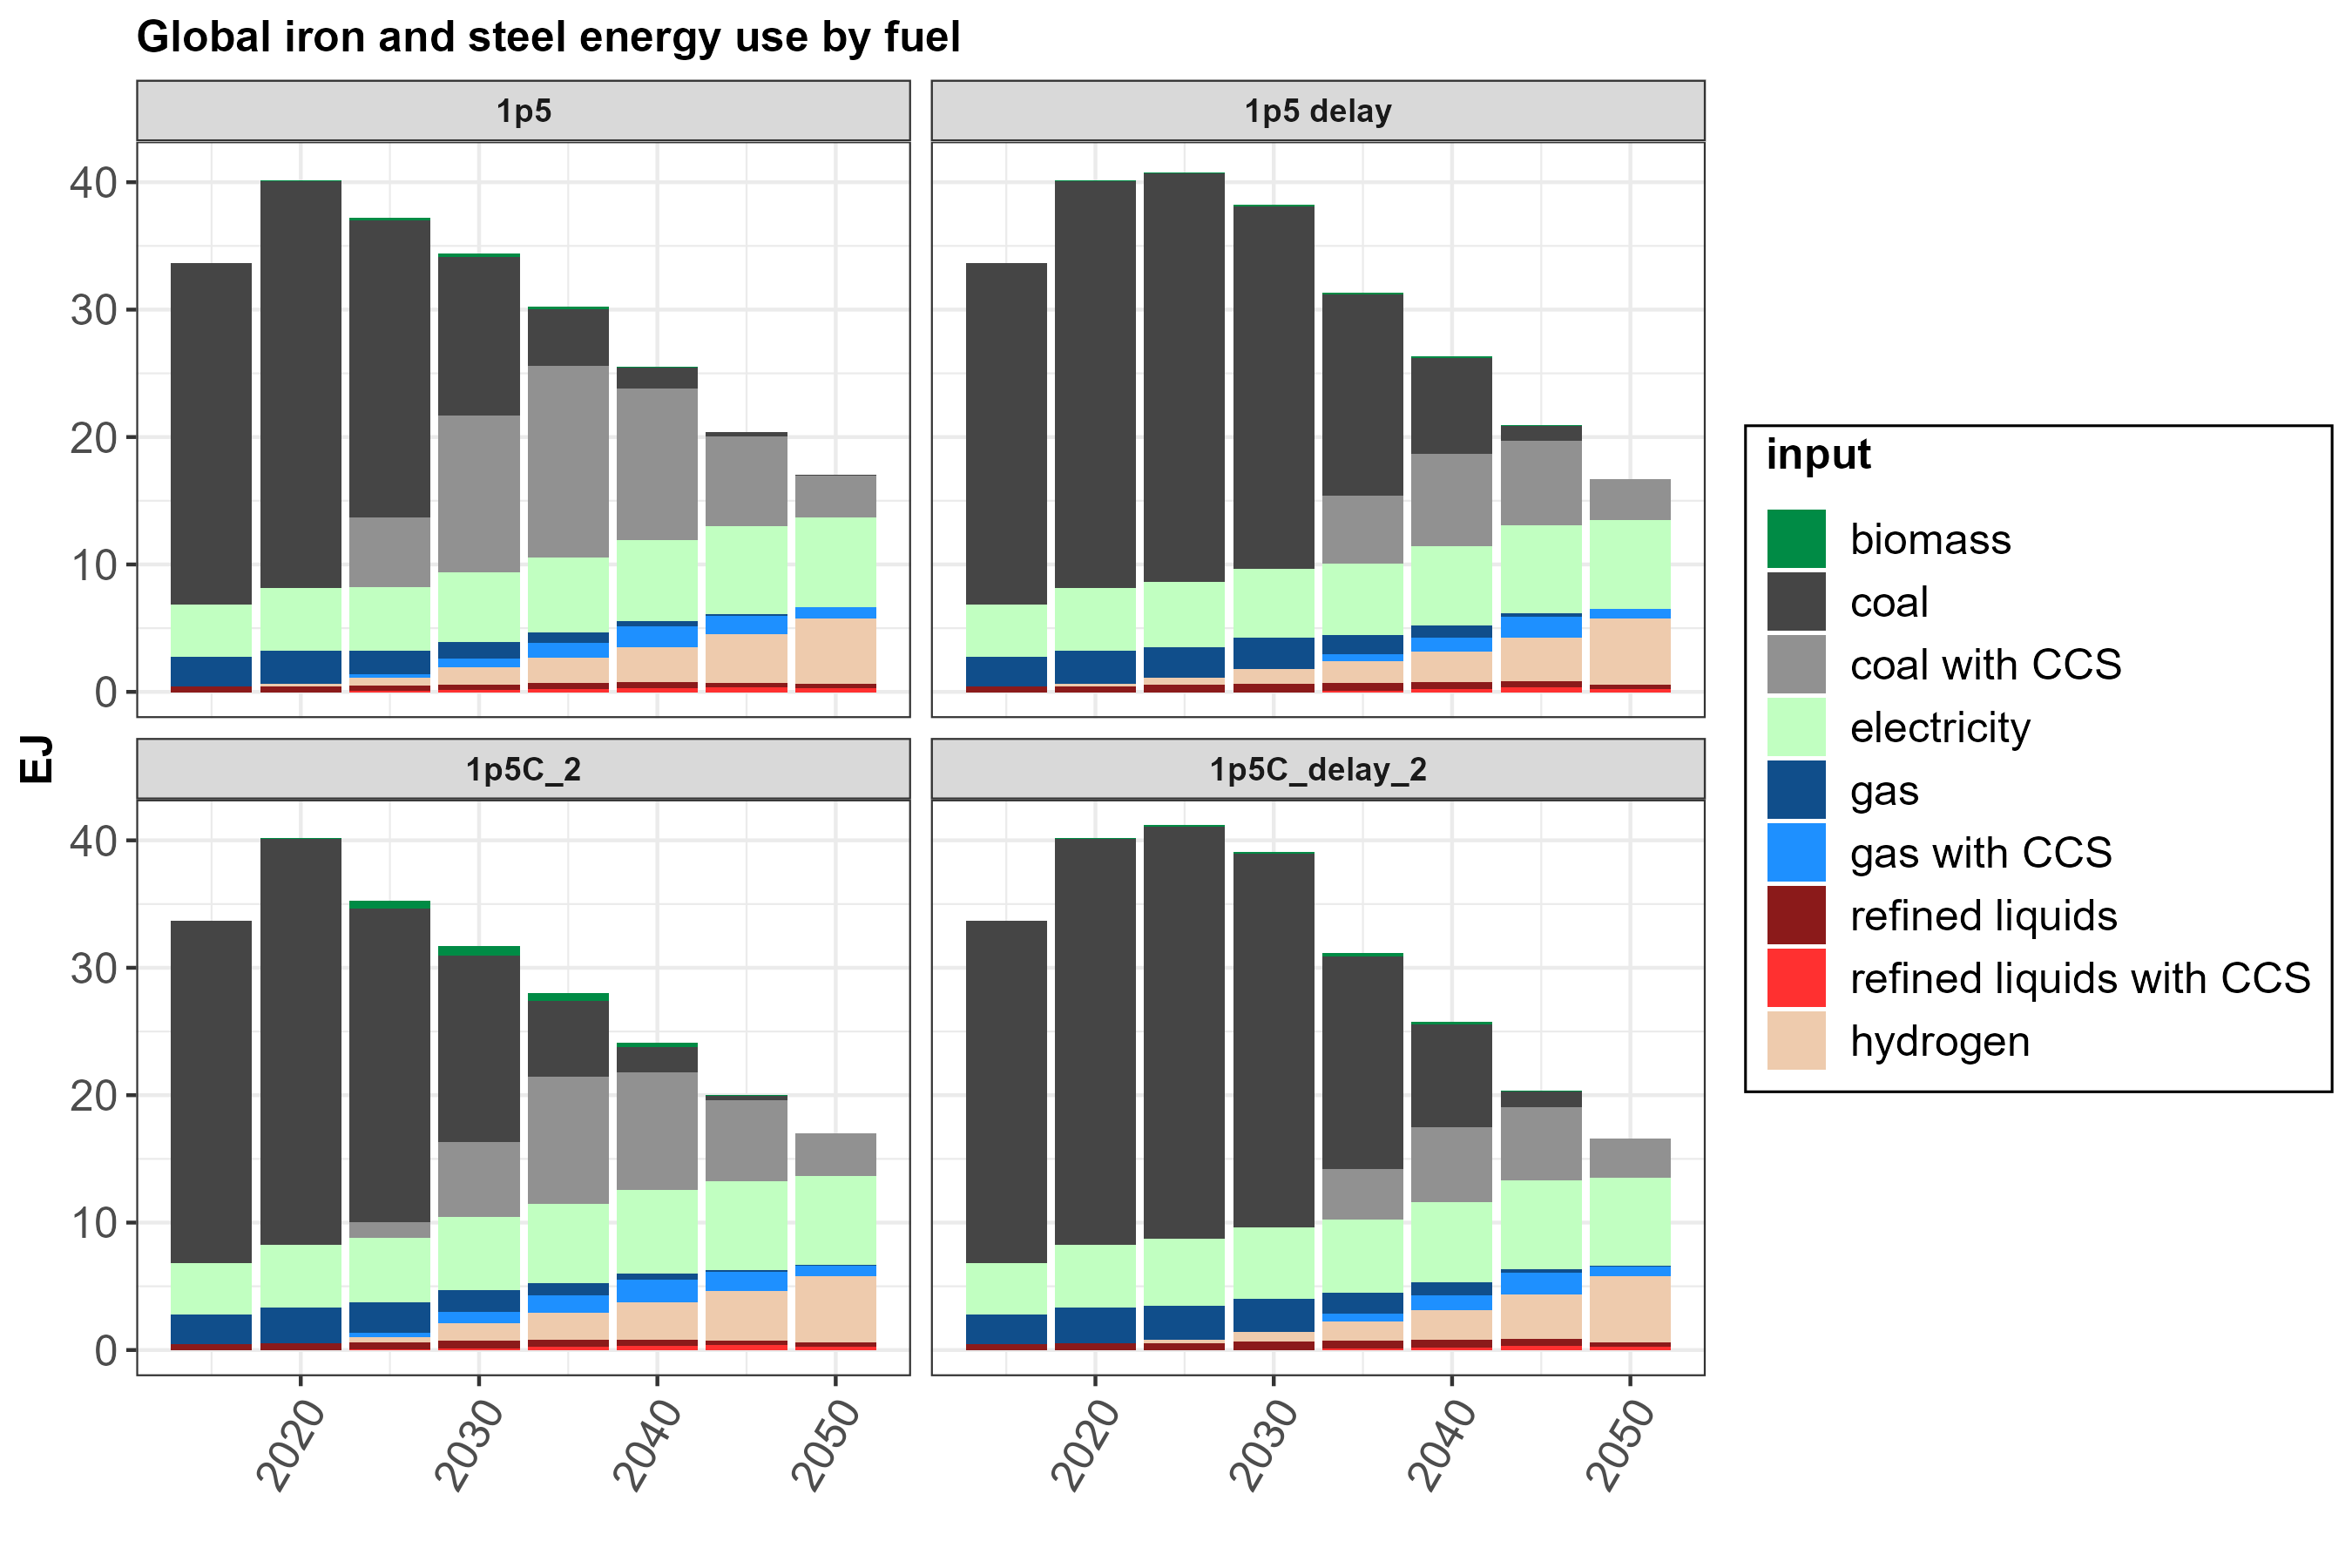 Global iron and steel energy use by fuel
1p5
1p5 delay
40
30
20
10
0
EJ
1p5C_2
1p5C_delay_2
40
30
20
10
0
2020
2030
2040
2050
2020
2030
2040
2050
input
biomass
coal
coal with CCS
electricity
gas
gas with CCS
refined liquids
refined liquids with CCS
hydrogen